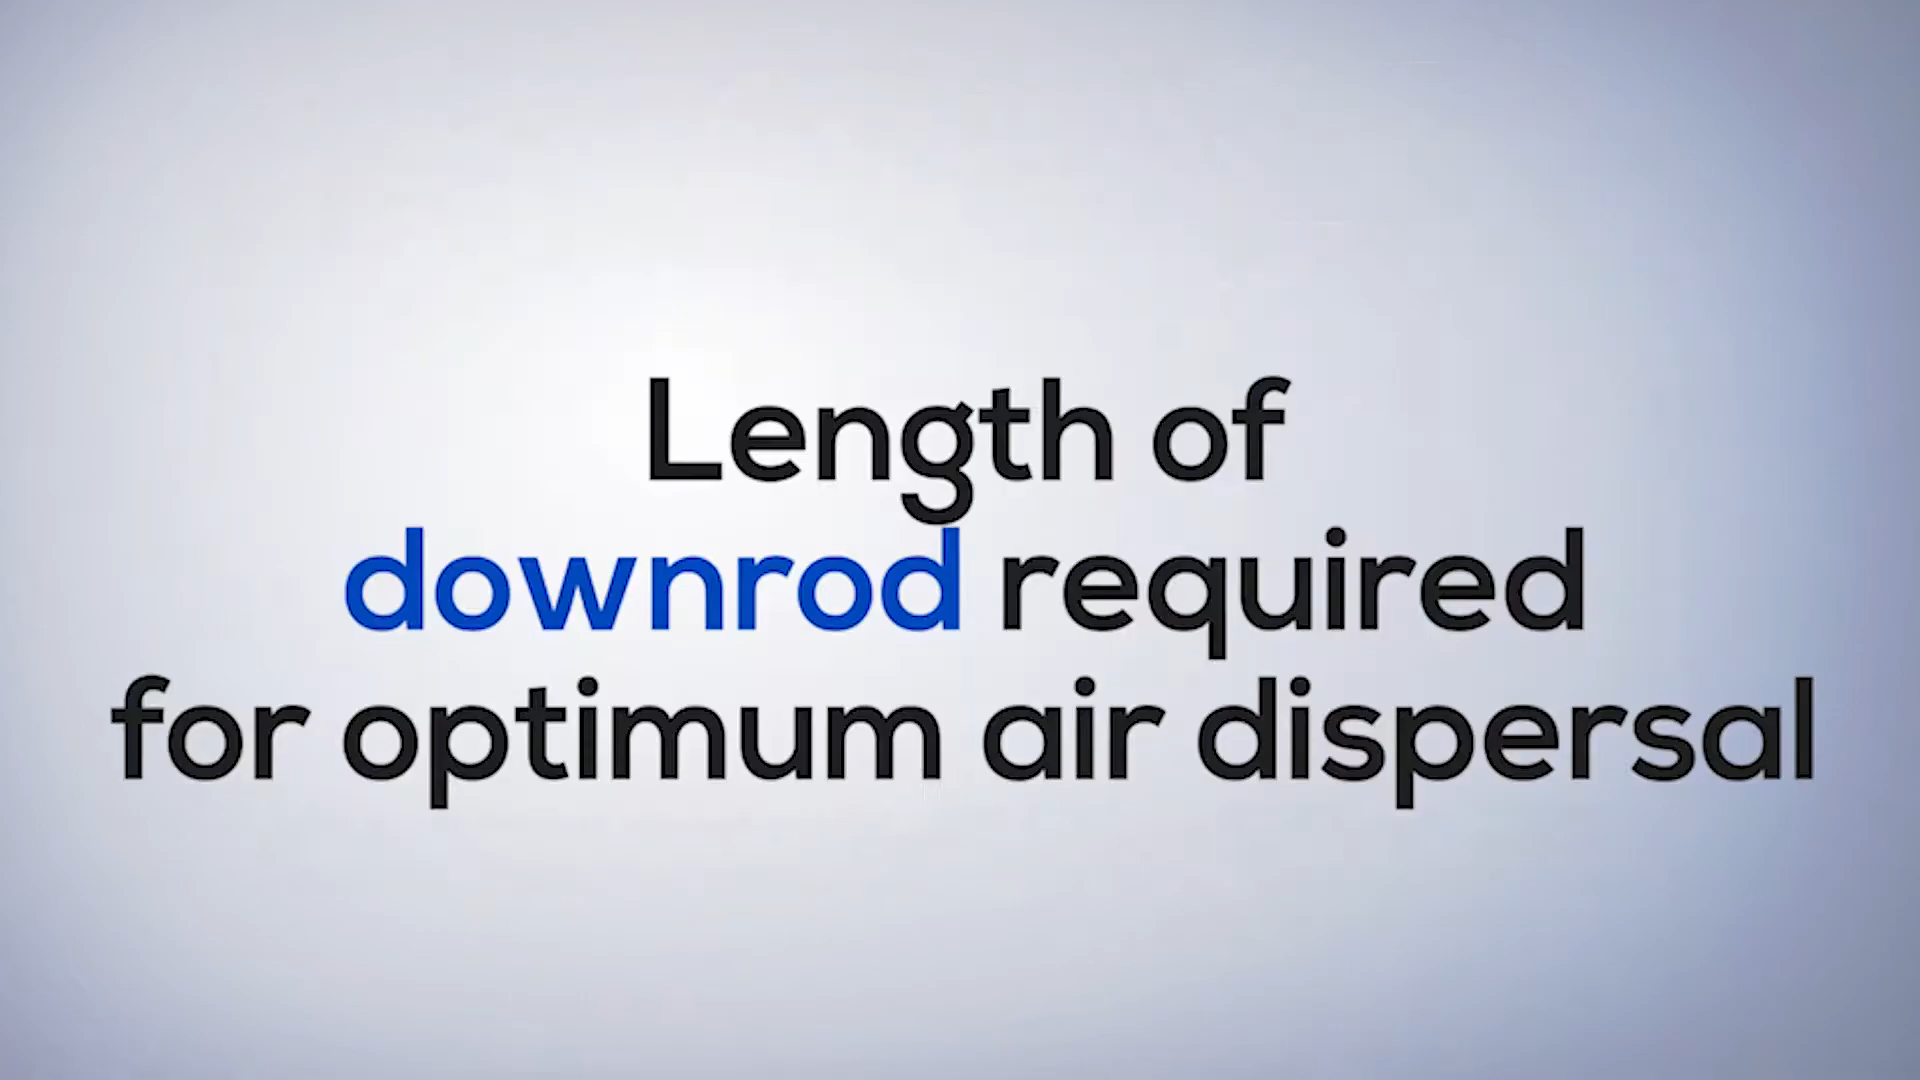 Length of
downrod required
for optimum air dispersal